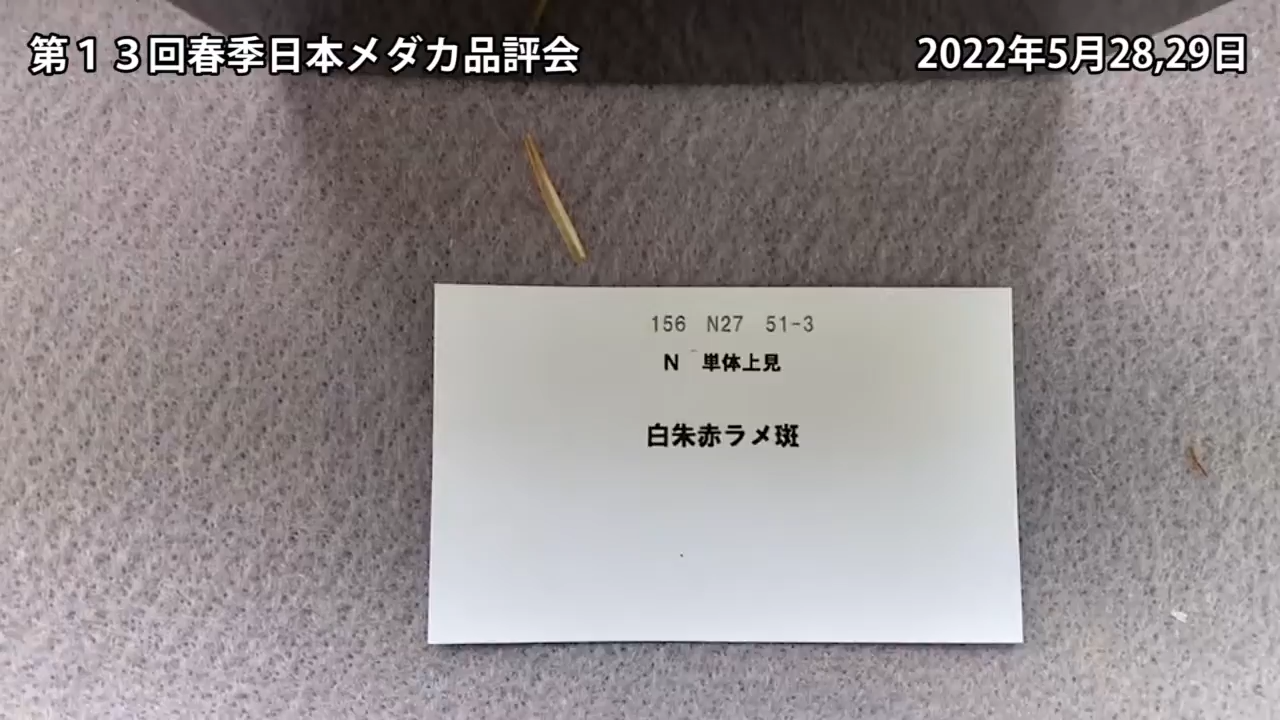 第１３回春季日本メダカ品評会
2022年5月28,29日
156 N27 51-3
N 単体上見
白朱赤ラメ斑